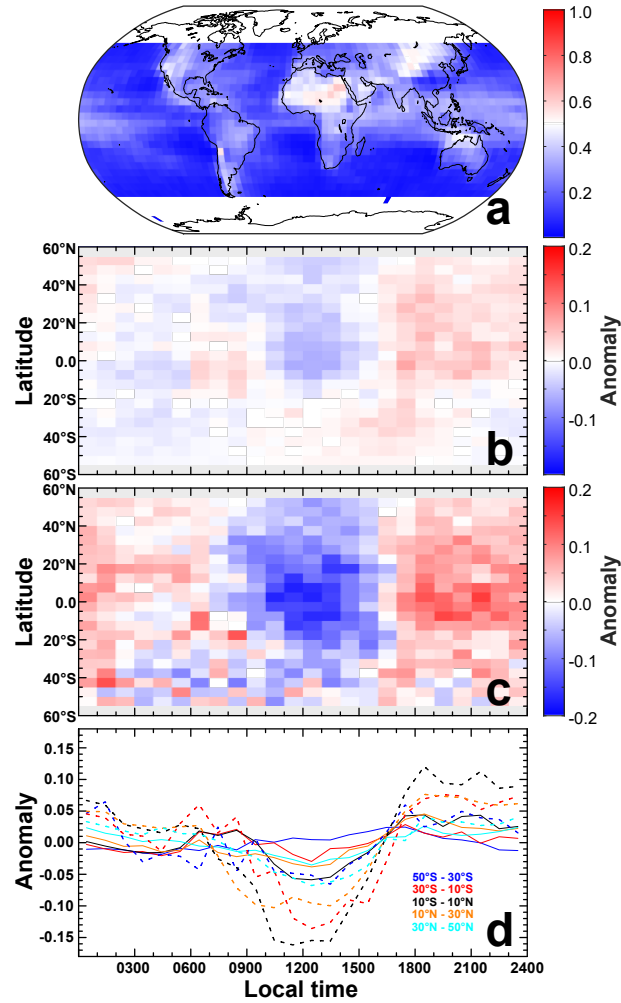 1.0
0.8
0.6
0.4
0.2
a
60°N
40°N
20°N
0.0
20°S
40°S
60°S
Latitude
b
0.2
0.1
0.0
-0.1
Anomaly
60°N
40°N
20°N
0.0
20°S
40°S
60°S
Latitude
c
0.2
0.1
0.0
-0.1
-0.2
Anomaly
0.15
0.10
0.05
0.00
-0.05
-0.10
-0.15
Anomaly
50°S - 30°S
30°S - 10°S
10°S - 10°N
10°N - 30°N
30°N - 50°N
d
0300 0600 0900 1200 1500 1800 2100 2400
Local time